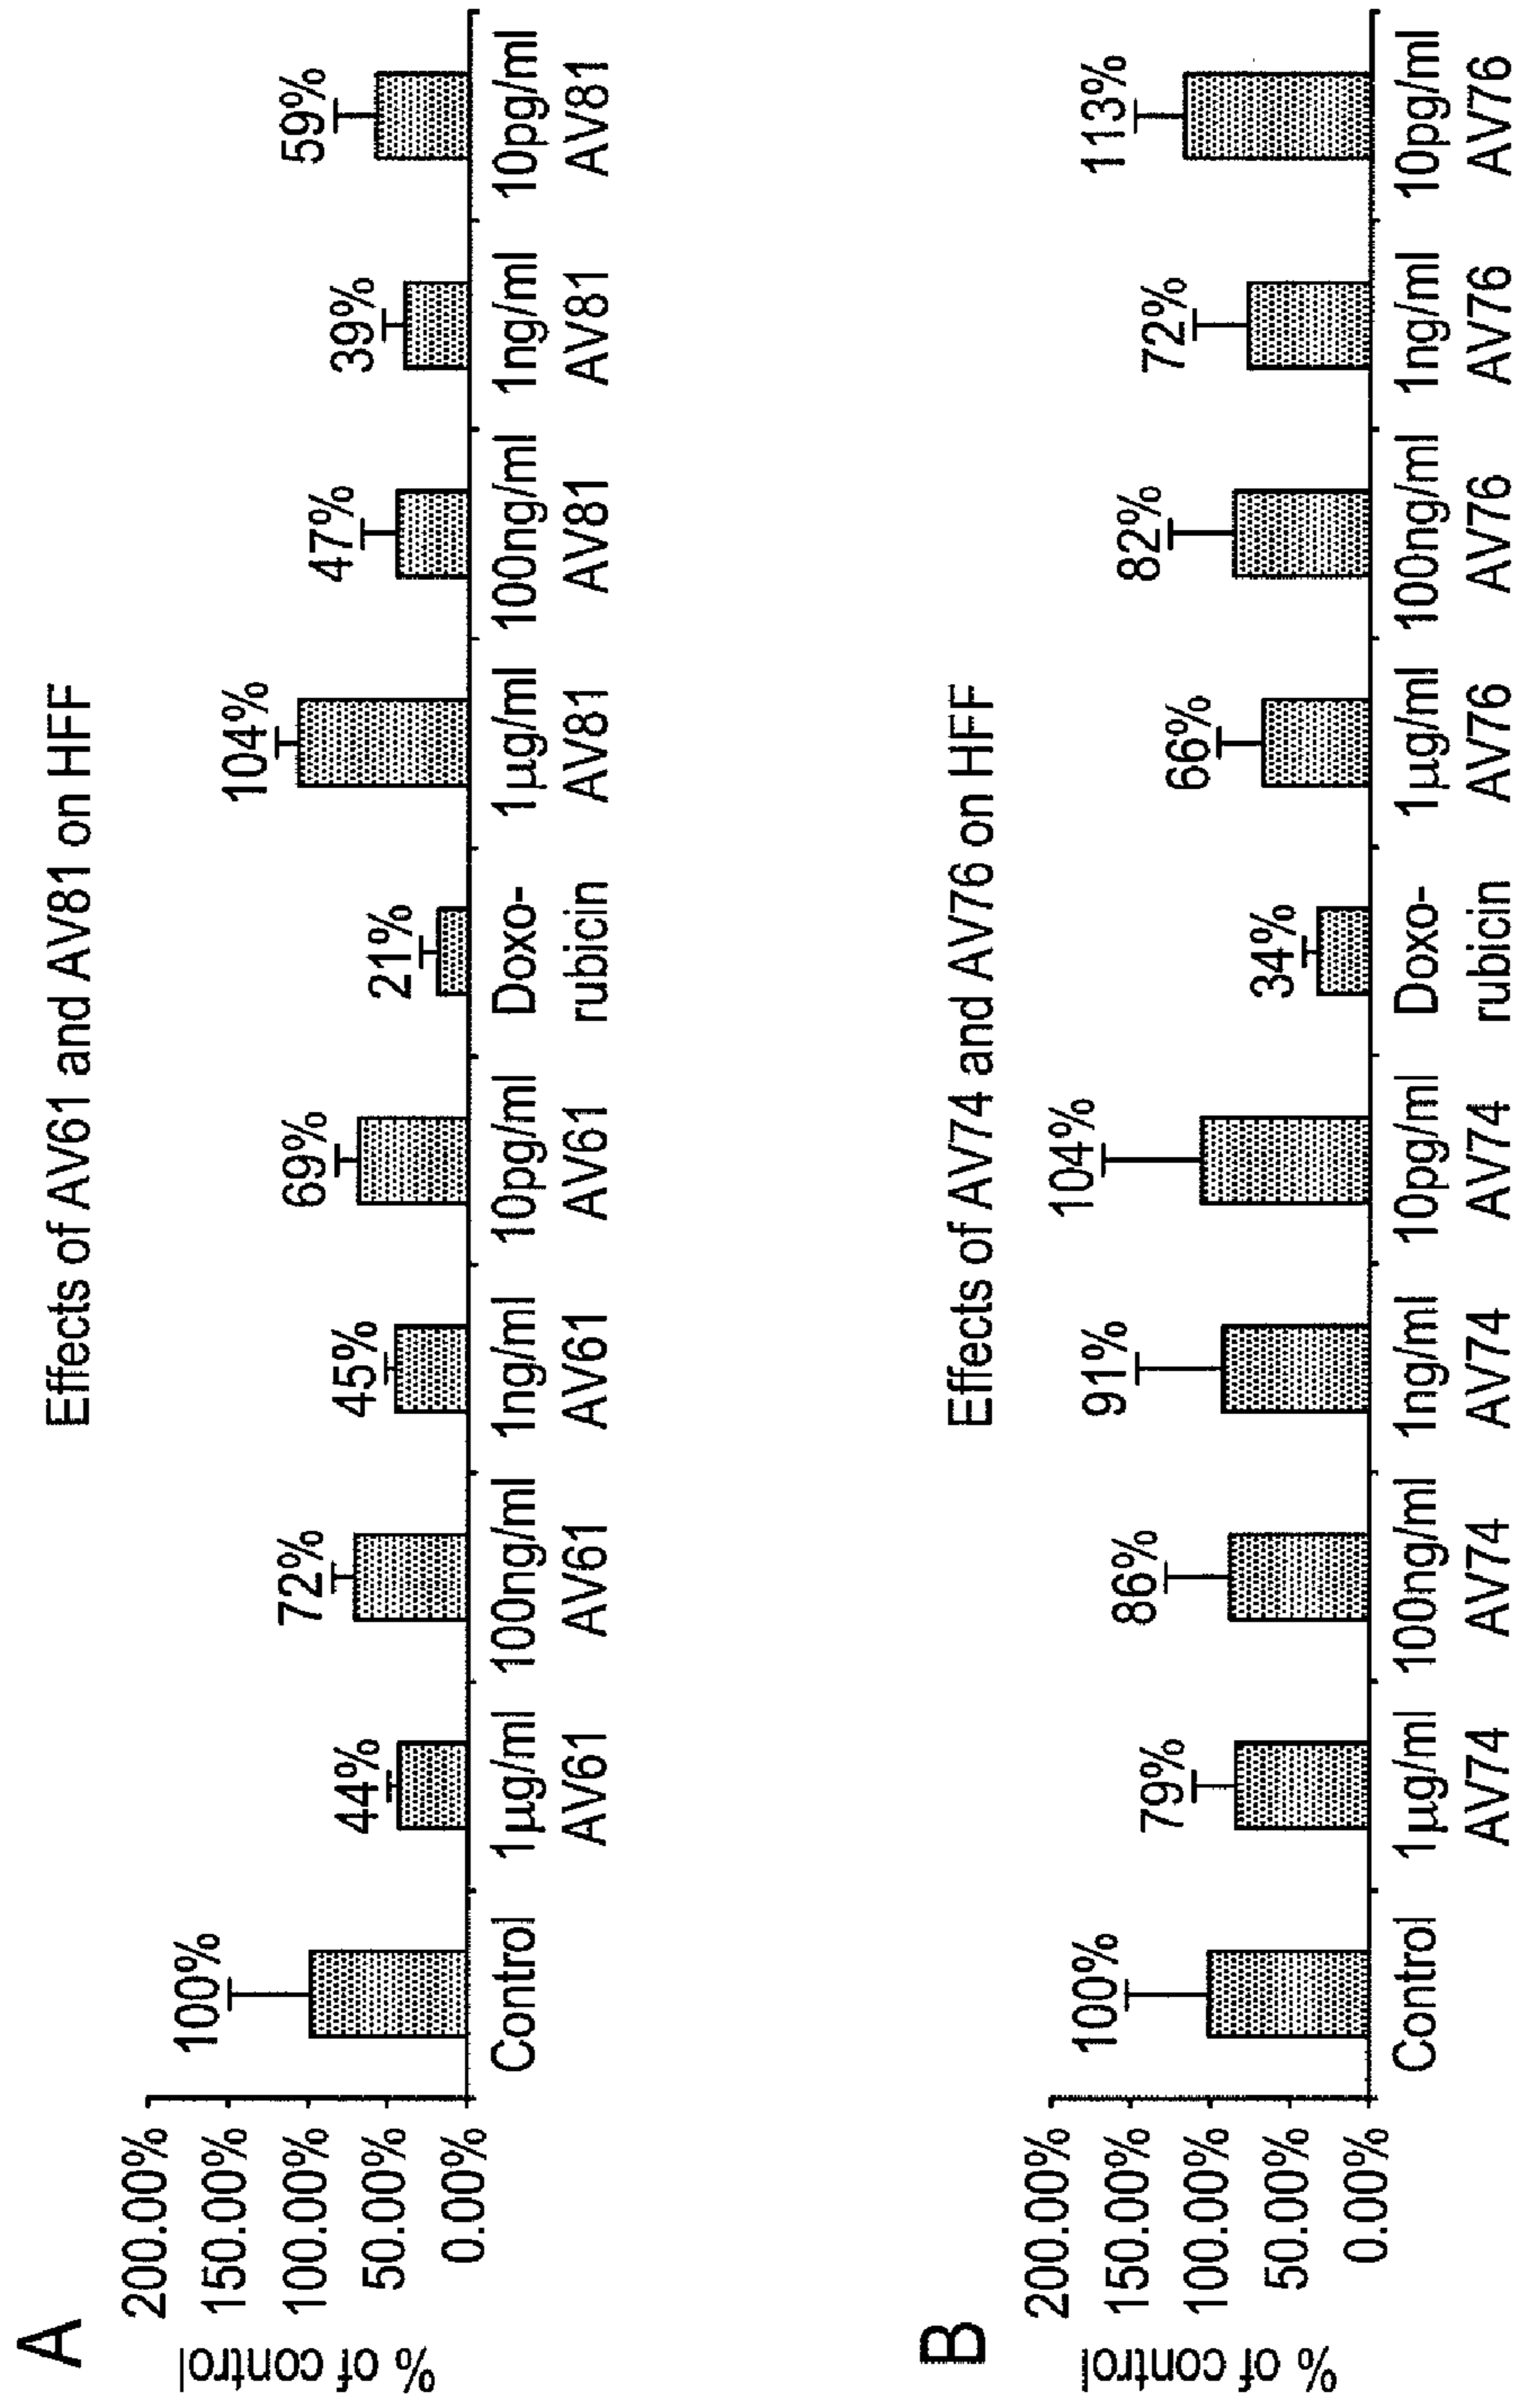 A
Effects of AV61 and AV81 on HFF
% of control
200.00%
150.00%
100.00%
50.00%
0.00%
100%
44%
72%
45%
69%
21%
104%
47%
39%
59%
Control
1μg/ml
AV61
100ng/ml
AV61
1ng/ml
AV61
10pg/ml
AV61
Doxo-
rubicin
1μg/ml
AV81
100ng/ml
AV81
1ng/ml
AV81
10pg/ml
AV81
B
Effects of AV74 and AV76 on HFF
% of control
200.00%
150.00%
100.00%
50.00%
0.00%
100%
79%
86%
91%
104%
34%
66%
82%
72%
113%
Control
1μg/ml
AV74
100ng/ml
AV74
1ng/ml
AV74
10pg/ml
AV74
Doxo-
rubicin
1μg/ml
AV76
100ng/ml
AV76
1ng/ml
AV76
10pg/ml
AV76